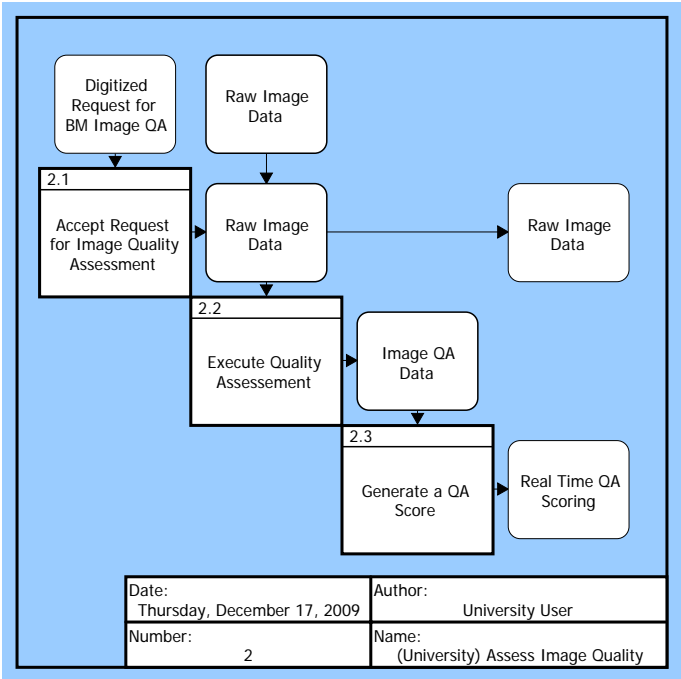 Digitized
Request for
BM Image QA
Raw Image
Data
2.1
Accept Request
for Image Quality
Assessment
Raw Image
Data
Raw Image
Data
2.2
Execute Quality
Assessement
Image QA
Data
2.3
Generate a QA
Score
Real Time QA
Scoring
Date:
Thursday, December 17, 2009
Author:
University User
Number:
2
Name:
(University) Assess Image Quality